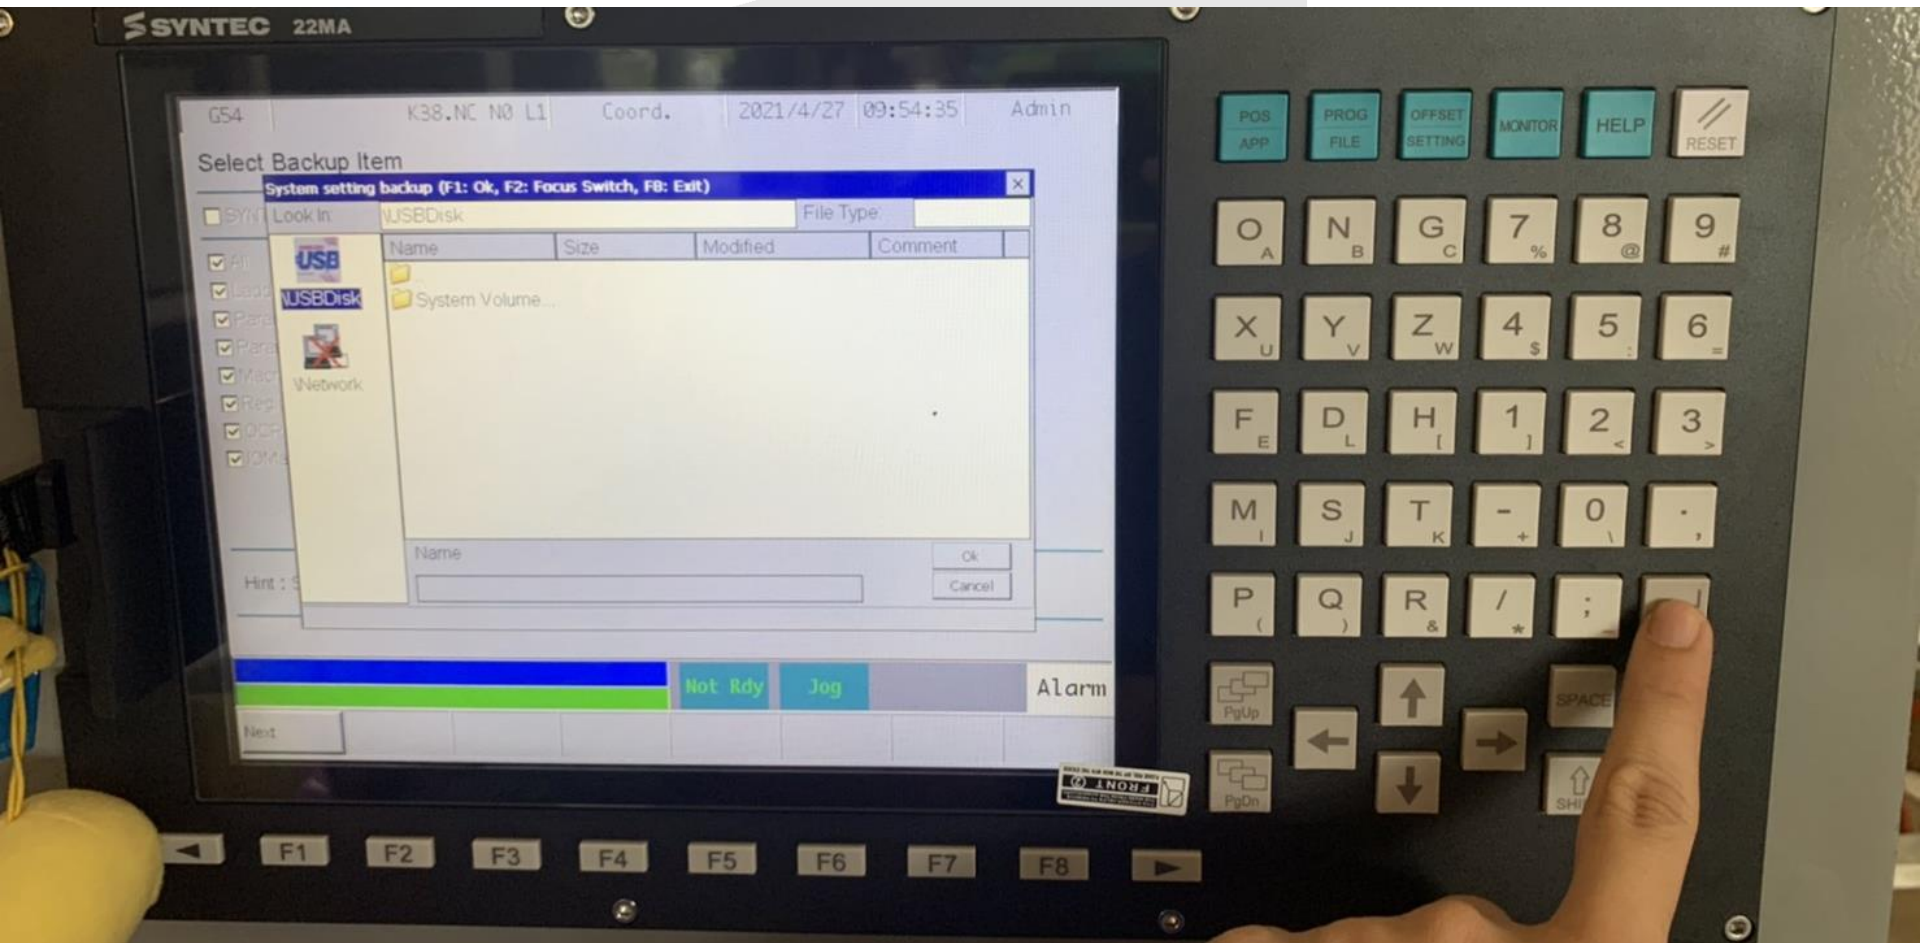 SYNTEC 22MA
G54 K38.NC N0 L1 Coord. 2021/4/27 09:54:35 Admin
Select Backup Item
System setting backup (F1: Ok, F2: Focus Switch, F8: Exit)
Look In: \USBDisk File Type
Name Size Modified Comment
USB
\USBDisk
..
System Volume...
\Network
Name
Ok
Cancel
Hint : S
Not Rdy Jog Alarm
Next
FRONT
F1 F2 F3 F4 F5 F6 F7 F8
POS APP PROG FILE OFFSET SETTING MONITOR HELP RESET
O A N B G C 7 % 8 @ 9 #
X U Y V Z W 4 $ 5 : 6 =
F E D L H [ 1 ] 2 < 3 >
M I S J T K - + 0 \ . ,
P ( Q ) R & / * ;
PgUp SPACE
PgDn SHI